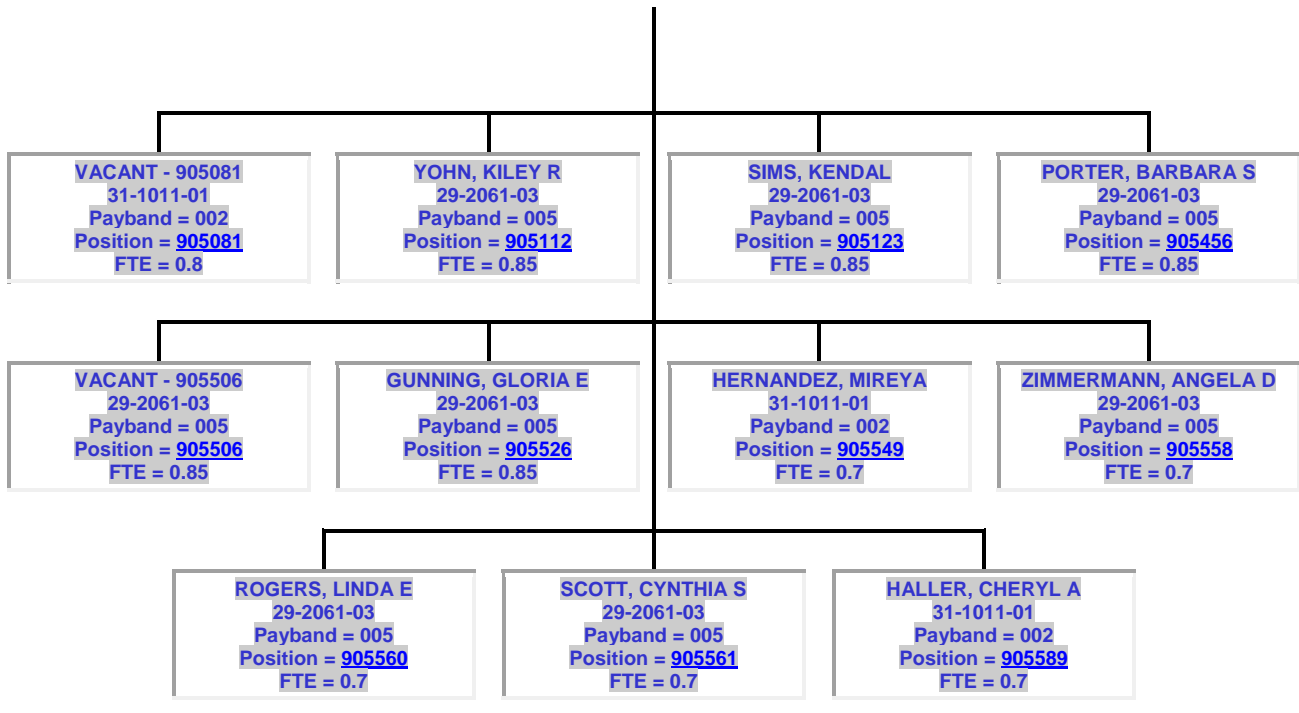 VACANT - 905081
31-1011-01
Payband = 002
Position = 905081
FTE = 0.8
YOHN, KILEY R
29-2061-03
Payband = 005
Position = 905112
FTE = 0.85
SIMS, KENDAL
29-2061-03
Payband = 005
Position = 905123
FTE = 0.85
PORTER, BARBARA S
29-2061-03
Payband = 005
Position = 905456
FTE = 0.85
VACANT - 905506
29-2061-03
Payband = 005
Position = 905506
FTE = 0.85
GUNNING, GLORIA E
29-2061-03
Payband = 005
Position = 905526
FTE = 0.85
HERNANDEZ, MIREYA
31-1011-01
Payband = 002
Position = 905549
FTE = 0.7
ZIMMERMANN, ANGELA D
29-2061-03
Payband = 005
Position = 905558
FTE = 0.7
ROGERS, LINDA E
29-2061-03
Payband = 005
Position = 905560
FTE = 0.7
SCOTT, CYNTHIA S
29-2061-03
Payband = 005
Position = 905561
FTE = 0.7
HALLER, CHERYL A
31-1011-01
Payband = 002
Position = 905589
FTE = 0.7